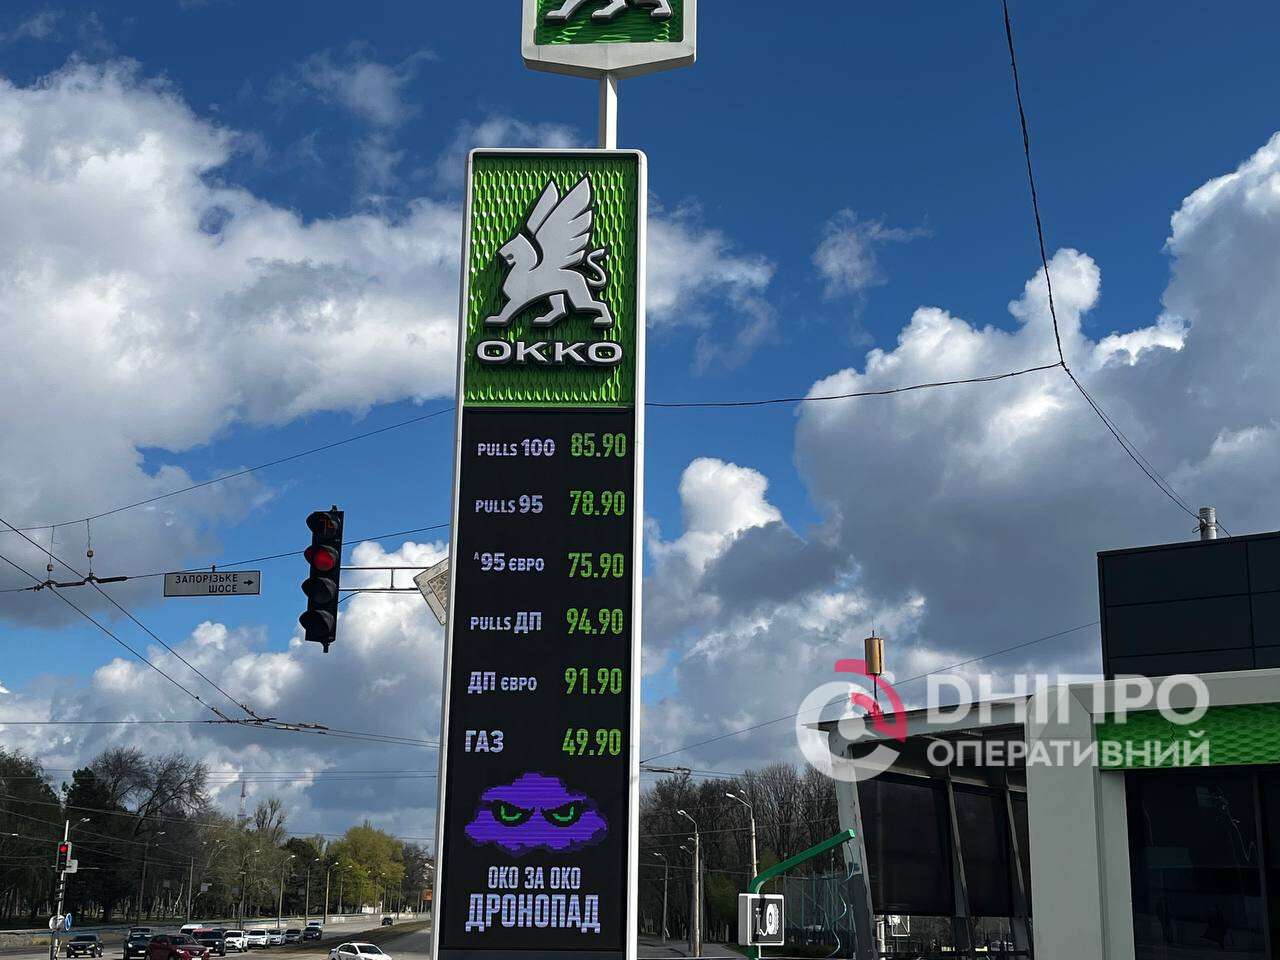 OKKO
PULLS 100 85.90
PULLS 95 78.90
А95 ЄВРО 75.90
PULLS ДП 94.90
ДП ЄВРО 91.90
ГАЗ 49.90
ОКО ЗА ОКО
ДРОНОПАД
ЗАПОРІЗЬКЕ
ШОСЕ
ДНІПРО
ОПЕРАТИВНИЙ